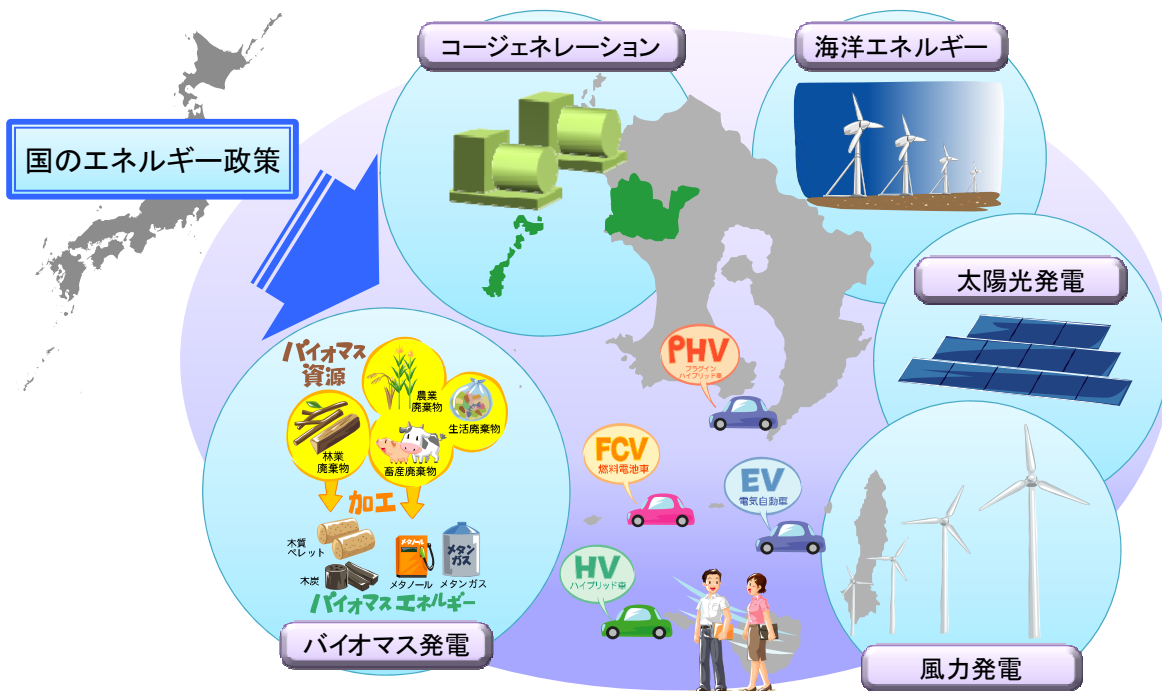 コージェネレーション
海洋エネルギー
国のエネルギー政策
太陽光発電
PHV
プラグイン
ハイブリッド車
バイオマス
資源
農業
廃棄物
生活廃棄物
林業
廃棄物
畜産廃棄物
加工
FCV
燃料電池車
EV
電気自動車
木質
ペレット
木炭
メタノール
メタノール
メタン
ガス
メタンガス
バイオマスエネルギー
HV
ハイブリッド車
バイオマス発電
風力発電